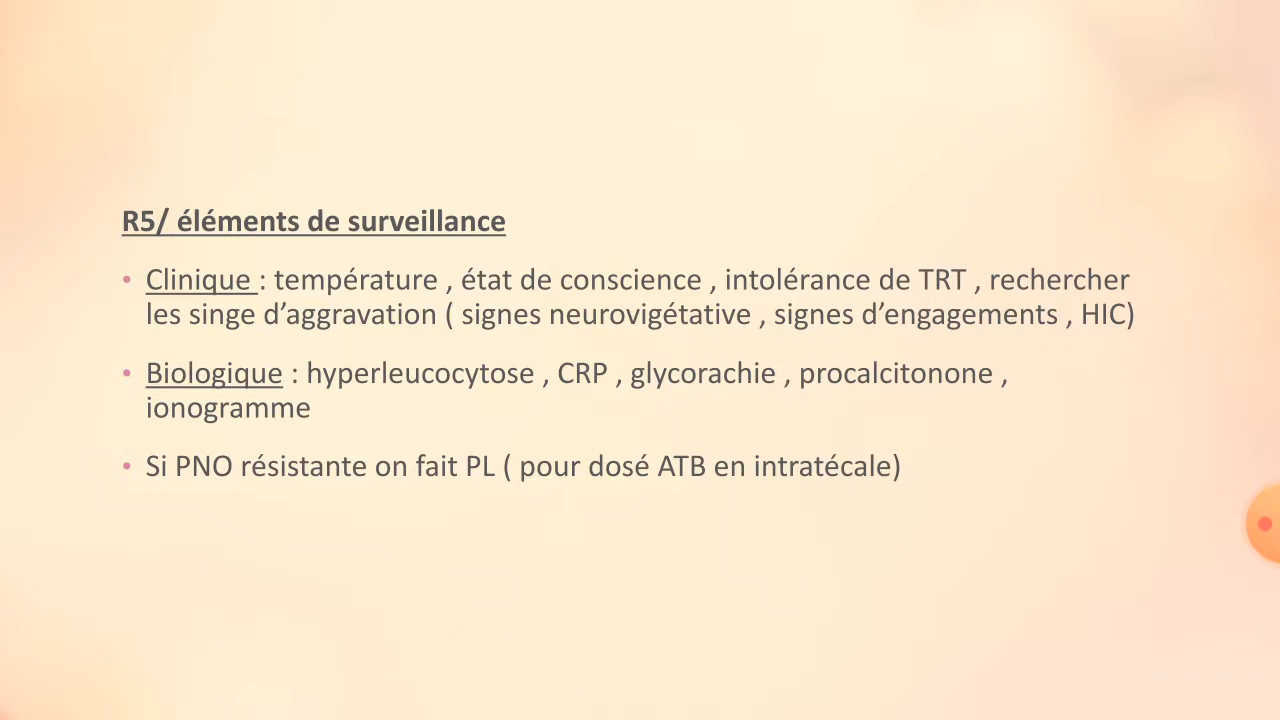 R5/ éléments de surveillance
• Clinique : température , état de conscience , intolérance de TRT , rechercher
les singe d’aggravation ( signes neurovigétative , signes d’engagements , HIC)
• Biologique : hyperleucocytose , CRP , glycorachie , procalcitonone ,
ionogramme
• Si PNO résistante on fait PL ( pour dosé ATB en intratécale)